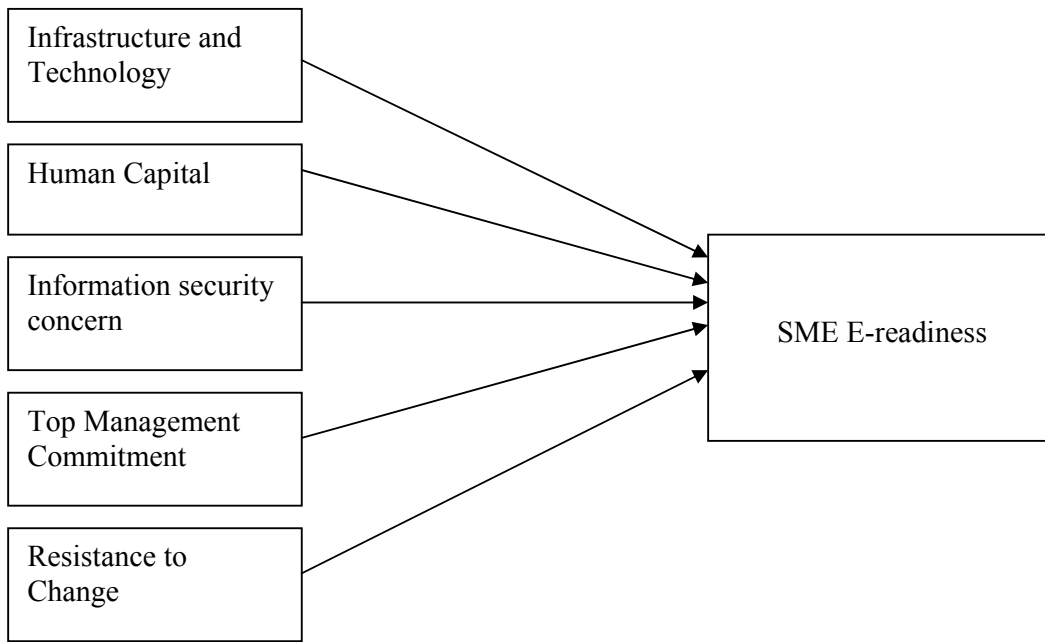 Infrastructure and
Technology
Human Capital
Information security
concern
Top Management
Commitment
Resistance to
Change
SME E-readiness